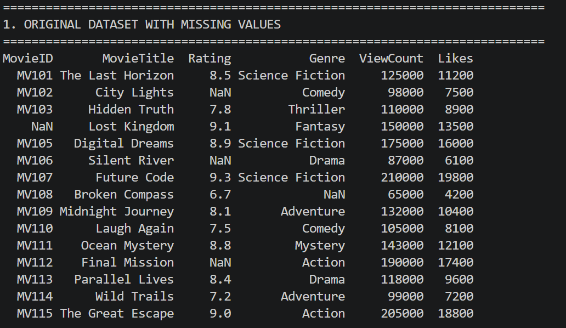 ======================================================================
1. ORIGINAL DATASET WITH MISSING VALUES
======================================================================
MovieID        MovieTitle  Rating           Genre  ViewCount  Likes
  MV101  The Last Horizon     8.5 Science Fiction     125000  11200
  MV102       City Lights     NaN          Comedy      98000   7500
  MV103      Hidden Truth     7.8        Thriller     110000   8900
    NaN      Lost Kingdom     9.1         Fantasy     150000  13500
  MV105    Digital Dreams     8.9 Science Fiction     175000  16000
  MV106      Silent River     NaN           Drama      87000   6100
  MV107       Future Code     9.3 Science Fiction     210000  19800
  MV108    Broken Compass     6.7             NaN      65000   4200
  MV109  Midnight Journey     8.1       Adventure     132000  10400
  MV110       Laugh Again     7.5          Comedy     105000   8100
  MV111     Ocean Mystery     8.8         Mystery     143000  12100
  MV112     Final Mission     NaN          Action     190000  17400
  MV113    Parallel Lives     8.4           Drama     118000   9600
  MV114       Wild Trails     7.2       Adventure      99000   7200
  MV115  The Great Escape     9.0          Action     205000  18800